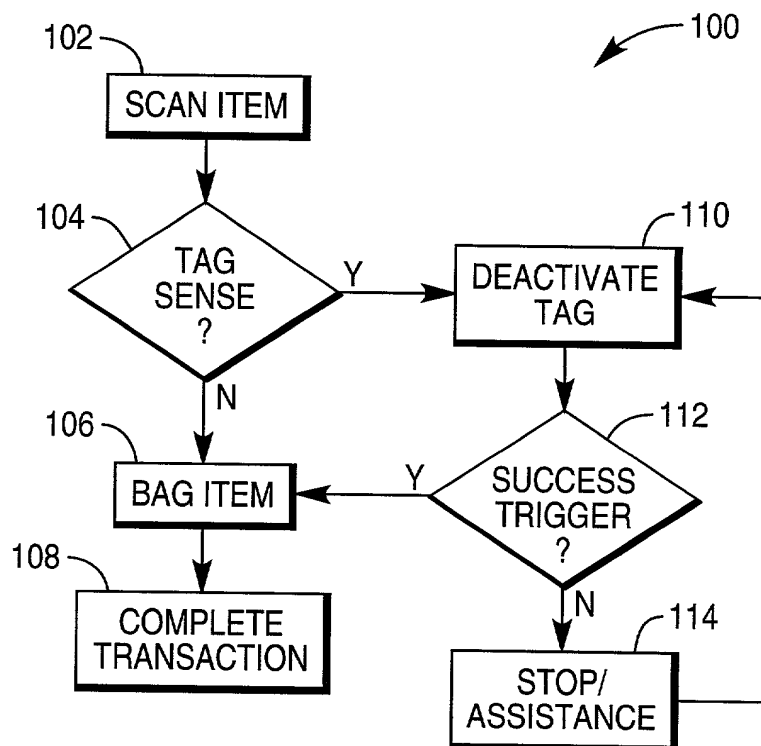 100
102
SCAN ITEM
104
TAG
SENSE
?
Y
N
110
DEACTIVATE
TAG
112
SUCCESS
TRIGGER
?
Y
N
106
BAG ITEM
108
COMPLETE
TRANSACTION
114
STOP/
ASSISTANCE